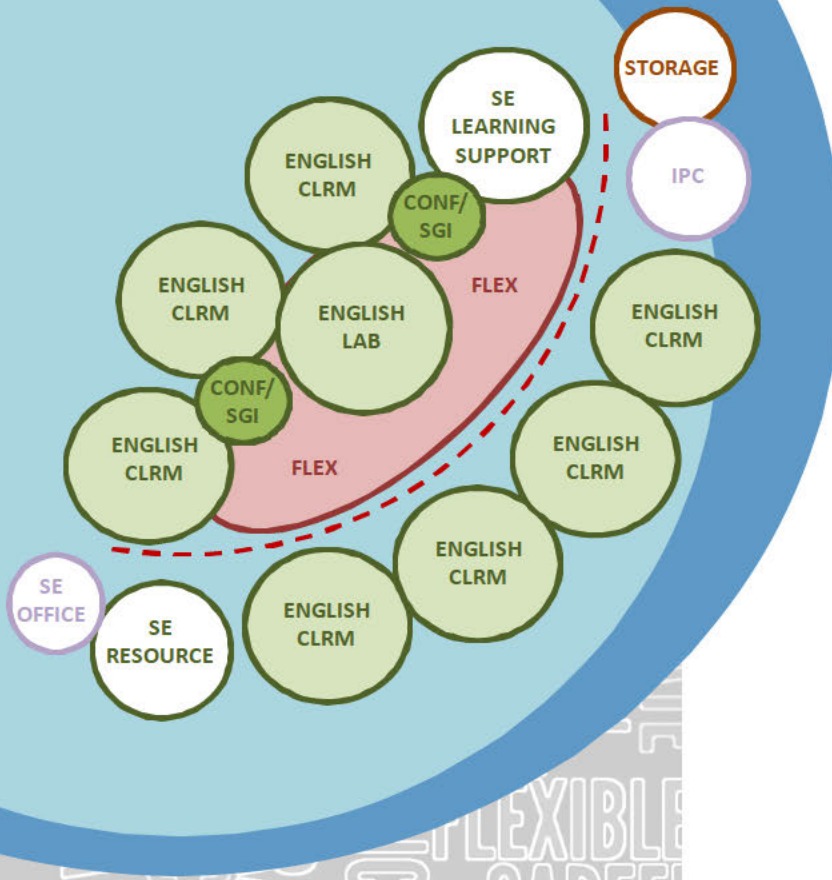 STORAGE
SE
LEARNING
SUPPORT
IPC
ENGLISH
CLRM
CONF/
SGI
ENGLISH
CLRM
FLEX
ENGLISH
LAB
ENGLISH
CLRM
CONF/
SGI
ENGLISH
CLRM
ENGLISH
CLRM
FLEX
ENGLISH
CLRM
SE
OFFICE
SE
RESOURCE
ENGLISH
CLRM
FLEXIBLE